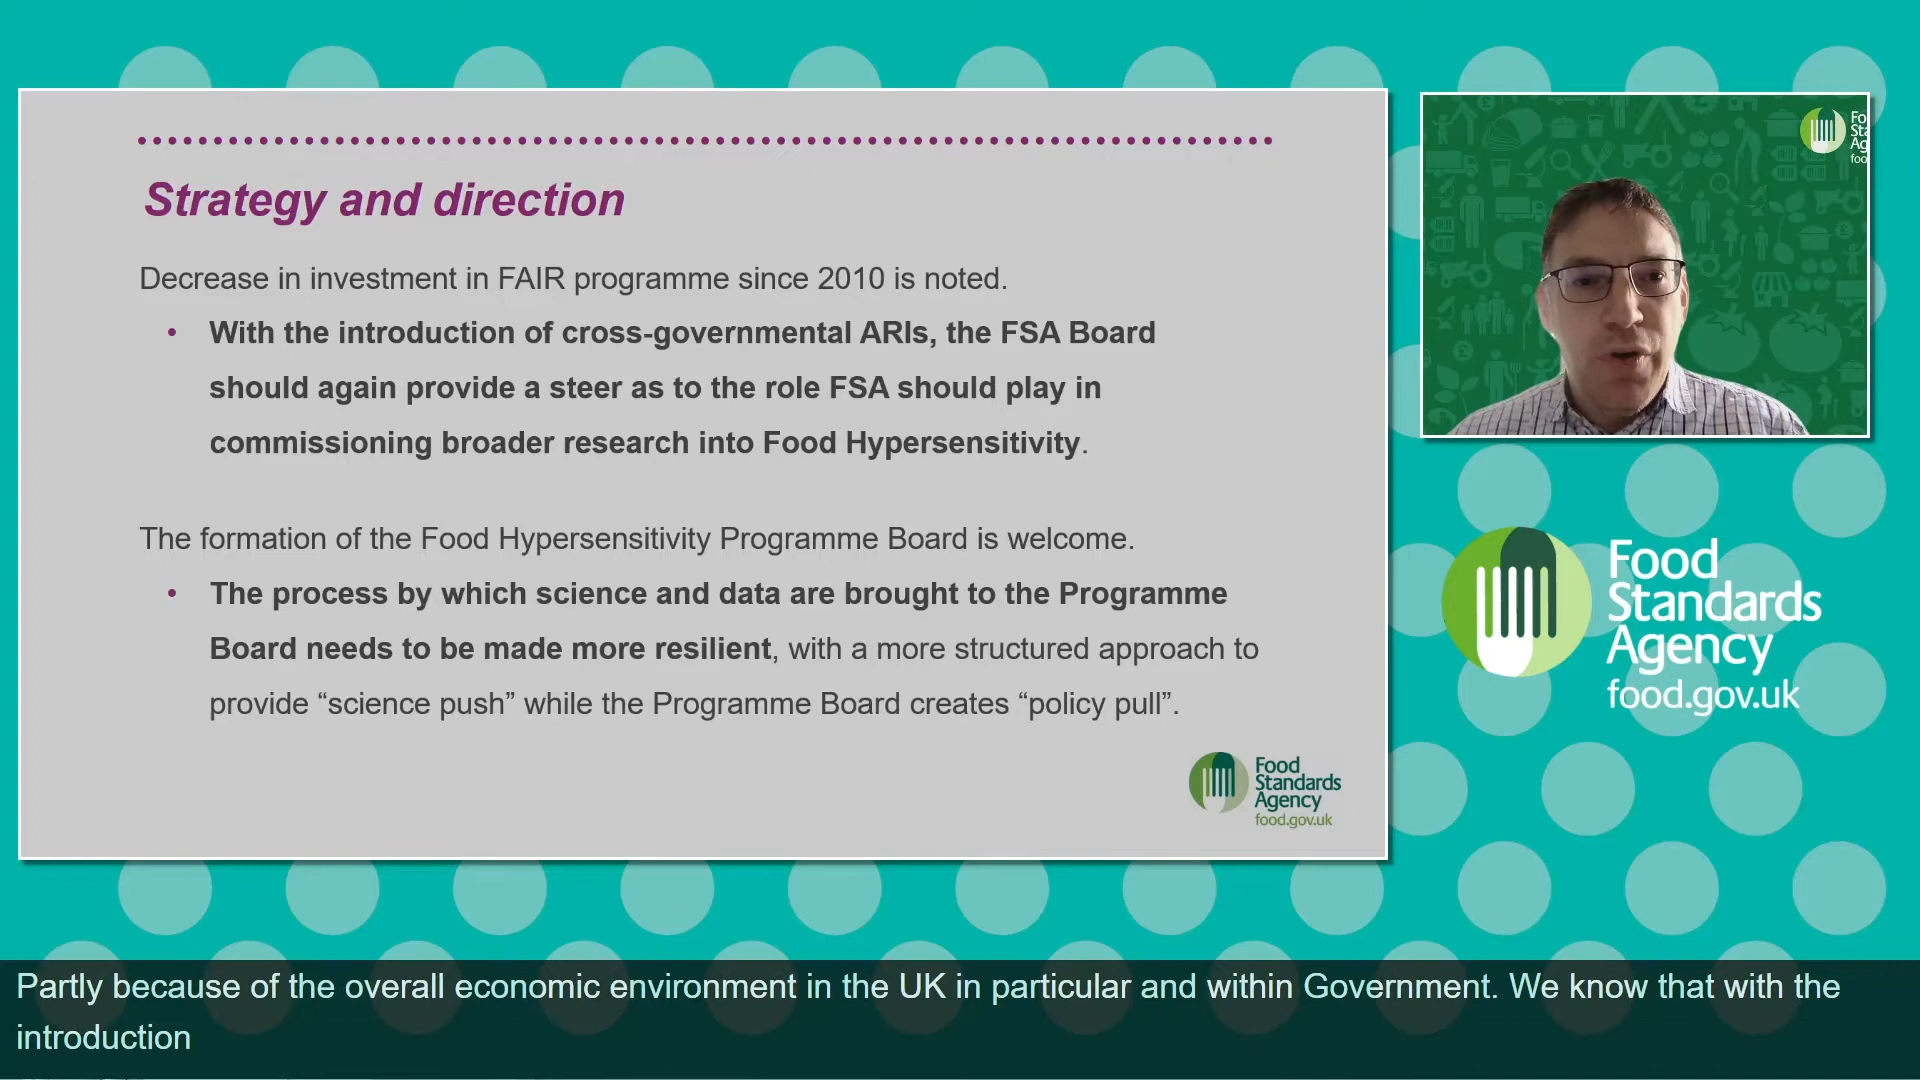 Strategy and direction
Decrease in investment in FAIR programme since 2010 is noted.
• With the introduction of cross-governmental ARIs, the FSA Board
should again provide a steer as to the role FSA should play in
commissioning broader research into Food Hypersensitivity.
The formation of the Food Hypersensitivity Programme Board is welcome.
• The process by which science and data are brought to the Programme
Board needs to be made more resilient, with a more structured approach to
provide “science push” while the Programme Board creates “policy pull”.
Food
Standards
Agency
food.gov.uk
Fo
Sta
Ag
foo
Food
Standards
Agency
food.gov.uk
Partly because of the overall economic environment in the UK in particular and within Government. We know that with the
introduction